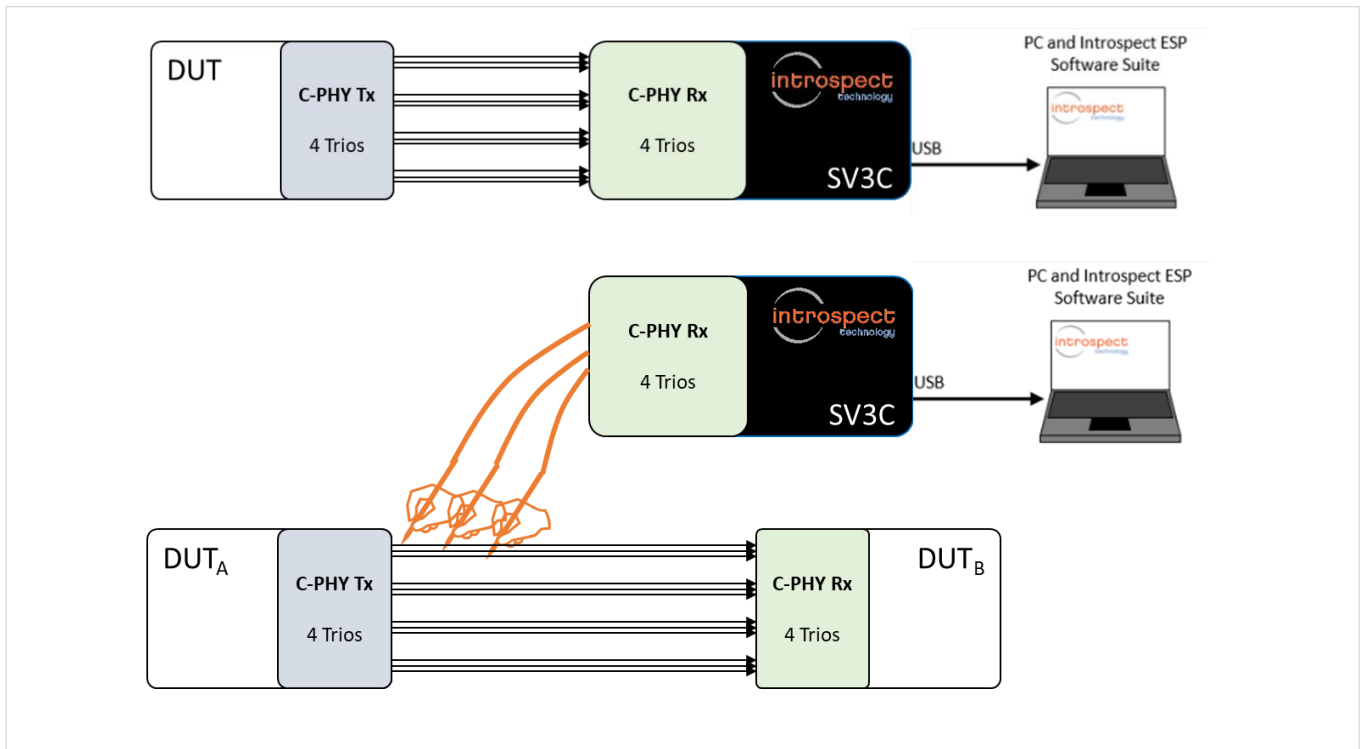 DUT
C-PHY Tx
4 Trios
C-PHY Rx
4 Trios
introspect
technology
SV3C
USB
PC and Introspect ESP
Software Suite
introspect
technology
C-PHY Rx
4 Trios
introspect
technology
SV3C
USB
PC and Introspect ESP
Software Suite
introspect
technology
DUTA
C-PHY Tx
4 Trios
C-PHY Rx
4 Trios
DUTB